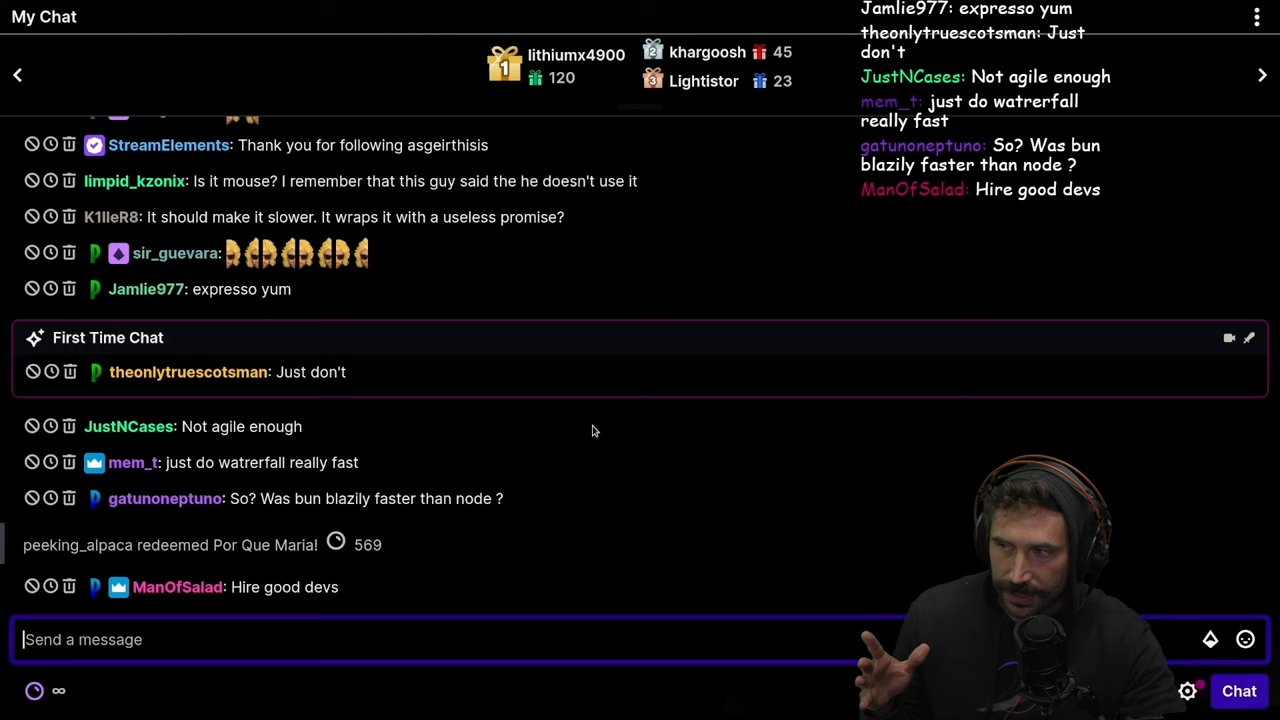 My Chat
lithiumx4900
120
khargoosh 45
Lightistor 23
StreamElements: Thank you for following asgeirthisis
limpid_kzonix: Is it mouse? I remember that this guy said the he doesn't use it
K1lleR8: It should make it slower. It wraps it with a useless promise?
sir_guevara:
Jamlie977: expresso yum
First Time Chat
theonlytruescotsman: Just don't
JustNCases: Not agile enough
mem_t: just do watrerfall really fast
gatunoneptuno: So? Was bun blazily faster than node ?
peeking_alpaca redeemed Por Que Maria! 569
ManOfSalad: Hire good devs
Send a message
∞
Chat
Jamlie977: expresso yum
theonlytruescotsman: Just
don't
JustNCases: Not agile enough
mem_t: just do watrerfall
really fast
gatunoneptuno: So? Was bun
blazily faster than node ?
ManOfSalad: Hire good devs